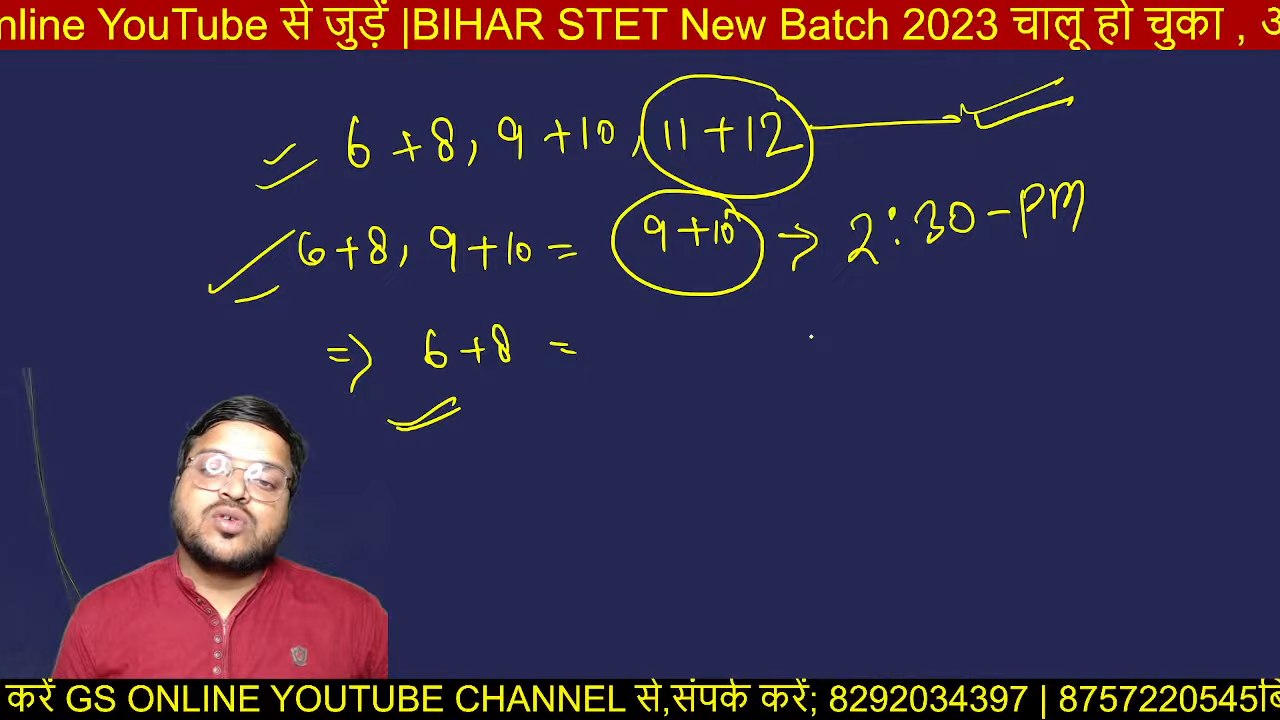 nline YouTube से जुड़ें |BIHAR STET New Batch 2023 चालू हो चुका , अ
6 + 8, 9 + 10, 11 + 12
6 + 8, 9 + 10 = 9 + 10 → 2:30 - PM
⇒ 6 + 8 =
करें GS ONLINE YOUTUBE CHANNEL से,संपर्क करें; 8292034397 | 8757220545बि